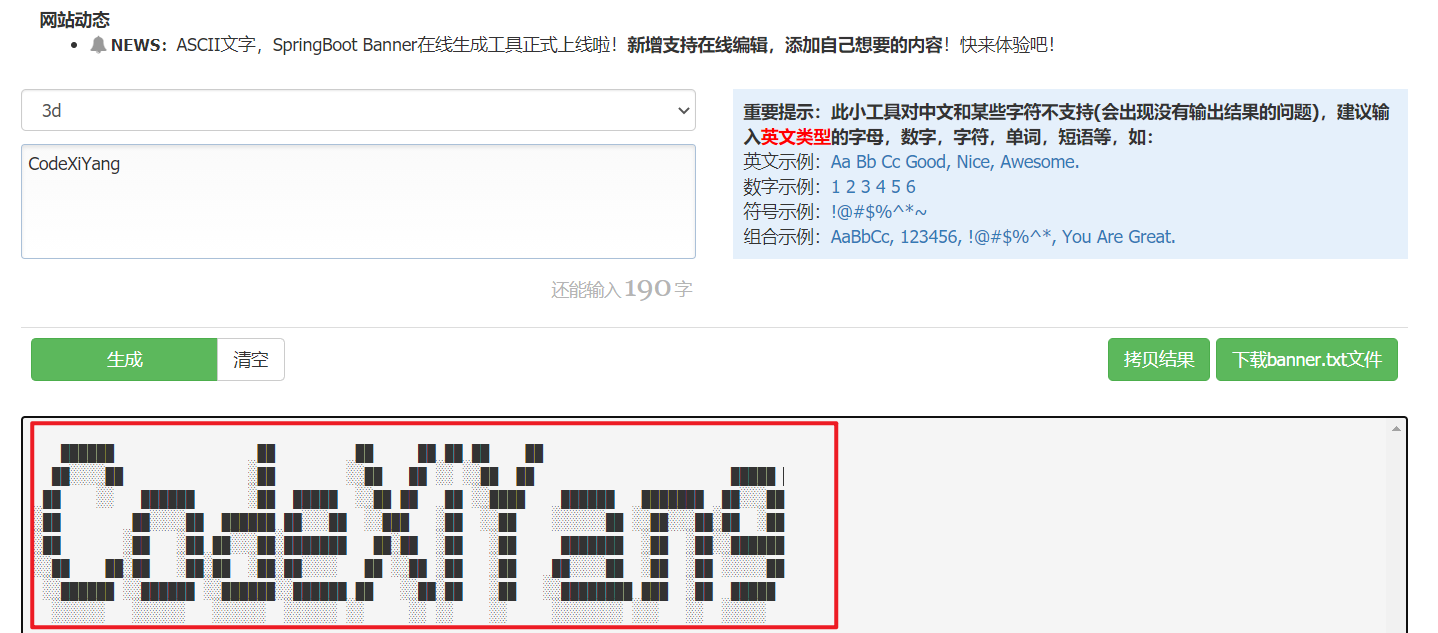 网站动态
NEWS：ASCII文字，SpringBoot Banner在线生成工具正式上线啦！新增支持在线编辑，添加自己想要的内容！快来体验吧！
3d
CodeXiYang
还能输入190字
重要提示：此小工具对中文和某些字符不支持(会出现没有输出结果的问题)，建议输
入英文类型的字母，数字，字符，单词，短语等，如：
英文示例：Aa Bb Cc Good, Nice, Awesome.
数字示例：1 2 3 4 5 6
符号示例：!@#$%^*~
组合示例：AaBbCc, 123456, !@#$%^*, You Are Great.
生成
清空
拷贝结果
下载banner.txt文件
CodeXiYang